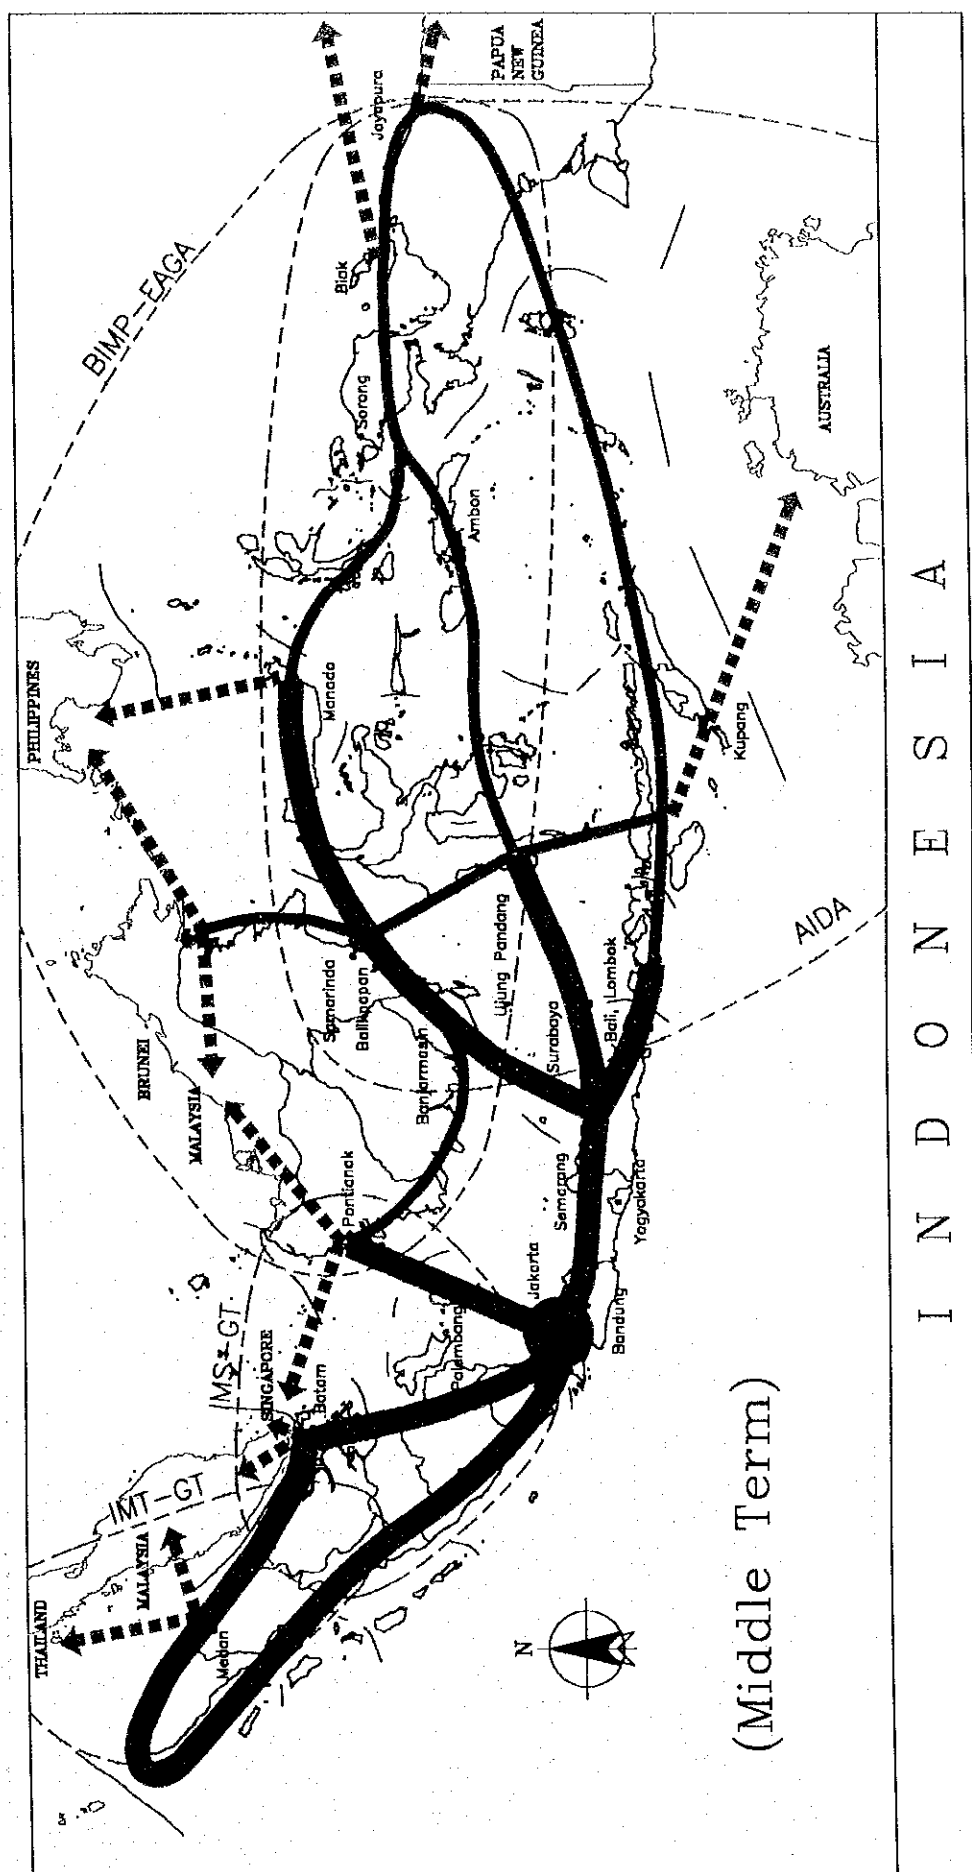 THAILAND
MALAYSIA
IMT-GT
SINGAPORE
Batam
Medan
Palembang
Jakarta
Bandung
Semarang
Yogyakarta
Surabaya
Bali, Lombok
Pontianak
MALAYSIA
BRUNEI
Banjarmasin
Balikpapan
Samarinda
Ujung Pandang
PHILIPPINES
Manado
Kupang
Ambon
Sorong
Biak
Jayapura
BIMP-EAGA
AIDA
AUSTRALIA
PAPUA
NEW
GUINEA
N
(Middle Term)
INDONESIA